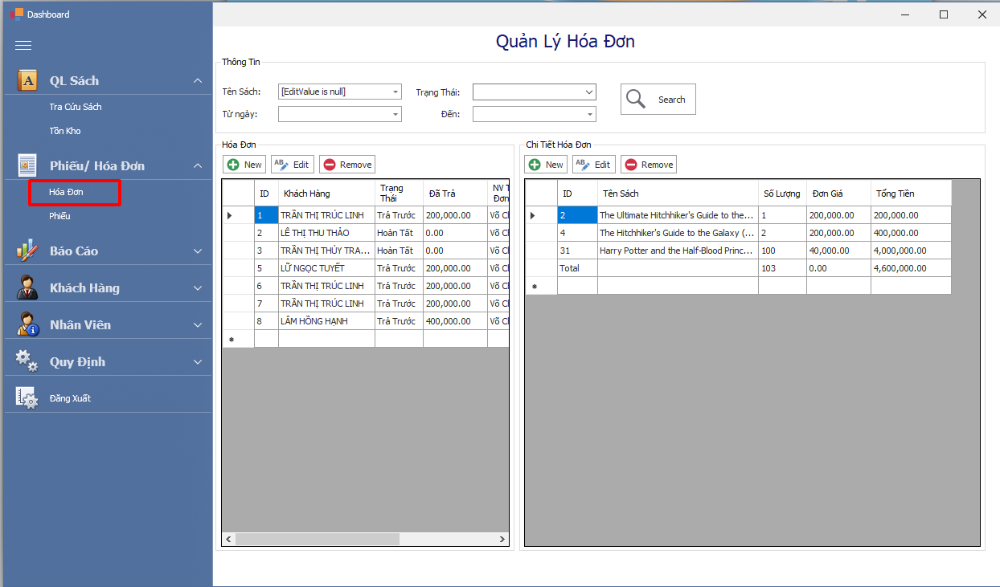 Dashboard
Quản Lý Hóa Đơn
QL Sách
Tra Cứu Sách
Tồn Kho
Phiếu/ Hóa Đơn
Hóa Đơn
Phiếu
Báo Cáo
Khách Hàng
Nhân Viên
Quy Định
Đăng Xuất
Thông Tin
Tên Sách: [EditValue is null] Trạng Thái: Search
Từ ngày: Đến:
Hóa Đơn
New Edit Remove
ID Khách Hàng Trạng Thái Đã Trả NV
1 TRẦN THỊ TRÚC LINH Trả Trước 200,000.00 Võ
2 LÊ THỊ THU THẢO Hoàn Tất 0.00 Võ
3 TRẦN THỊ THÙY TRA... Hoàn Tất 0.00 Võ
5 LỮ NGỌC TUYẾT Trả Trước 200,000.00 Võ
6 TRẦN THỊ TRÚC LINH Trả Trước 200,000.00 Võ
7 TRẦN THỊ TRÚC LINH Trả Trước 200,000.00 Võ
8 LÂM HỒNG HẠNH Trả Trước 400,000.00 Võ
Chi Tiết Hóa Đơn
New Edit Remove
ID Tên Sách Số Lượng Đơn Giá Tổng Tiền
2 The Ultimate Hitchhiker's Guide to the... 1 200,000.00 200,000.00
4 The Hitchhiker's Guide to the Galaxy (... 2 200,000.00 400,000.00
31 Harry Potter and the Half-Blood Princ... 100 40,000.00 4,000,000.00
Total 103 0.00 4,600,000.00